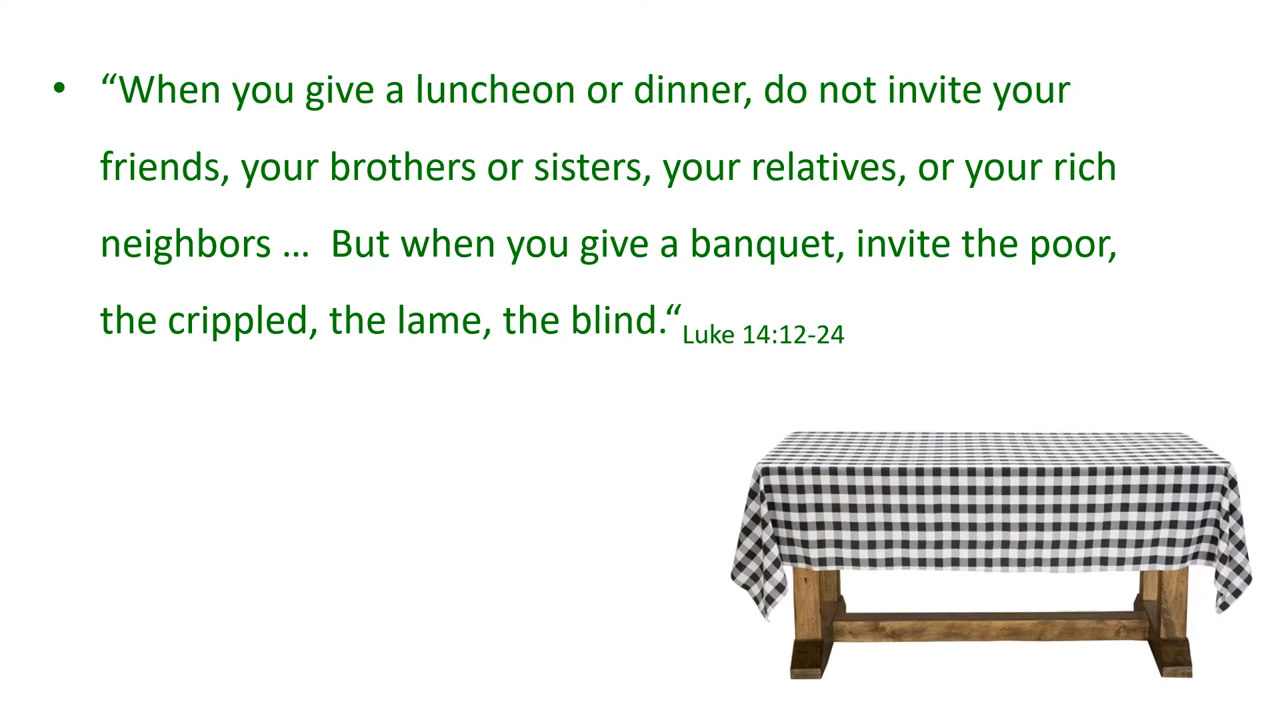 • “When you give a luncheon or dinner, do not invite your
friends, your brothers or sisters, your relatives, or your rich
neighbors … But when you give a banquet, invite the poor,
the crippled, the lame, the blind.“ Luke 14:12-24